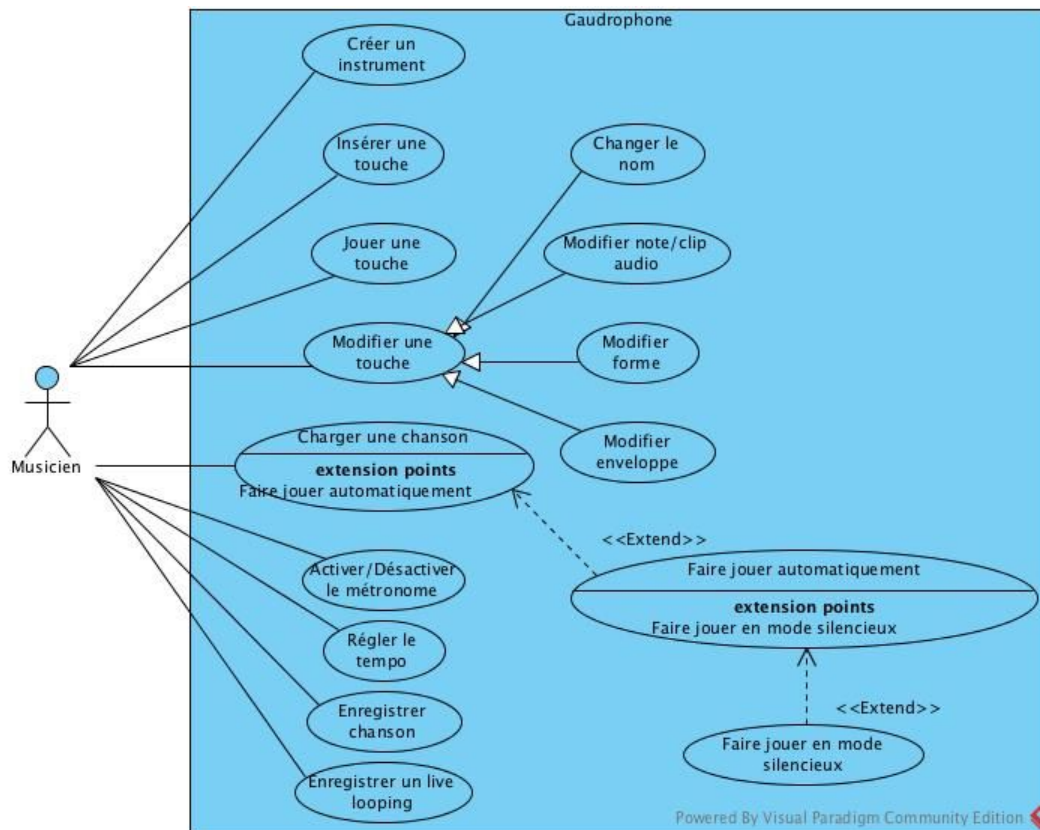 Gaudrophone
Créer un
instrument
Insérer une
touche
Changer le
nom
Jouer une
touche
Modifier note/clip
audio
Modifier une
touche
Modifier
forme
Musicien
Charger une chanson
extension points
Faire jouer automatiquement
Modifier
enveloppe
<<Extend>>
Faire jouer automatiquement
extension points
Faire jouer en mode silencieux
Activer/Désactiver
le métronome
Régler le
tempo
Enregistrer
chanson
<<Extend>>
Faire jouer en mode
silencieux
Enregistrer un live
looping
Powered By Visual Paradigm Community Edition